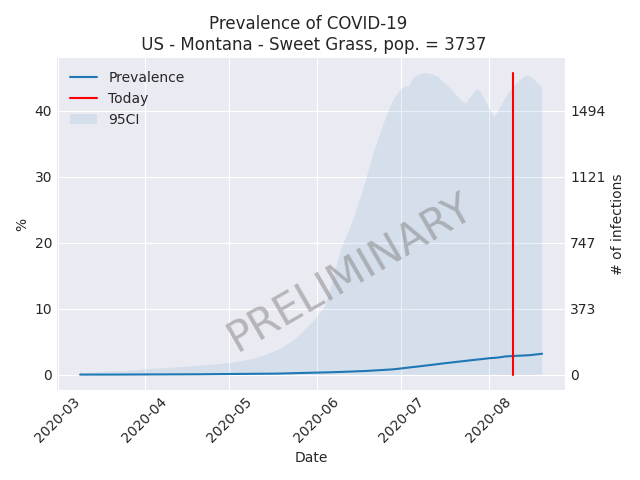 Prevalence of COVID-19
US - Montana - Sweet Grass, pop. = 3737
Prevalence
Today
95CI
%
40
30
20
10
0
1494
1121
747
373
0
# of infections
PRELIMINARY
2020-03
2020-04
2020-05
2020-06
2020-07
2020-08
Date